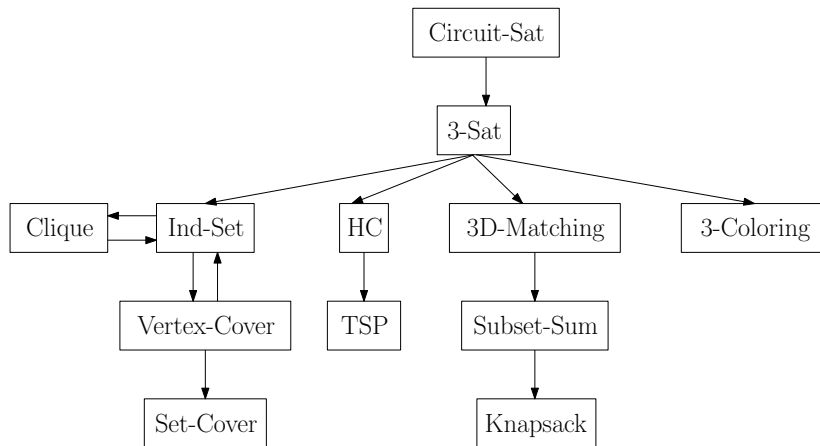 Circuit-Sat
3-Sat
Clique
Ind-Set
HC
3D-Matching
3-Coloring
Vertex-Cover
TSP
Subset-Sum
Set-Cover
Knapsack